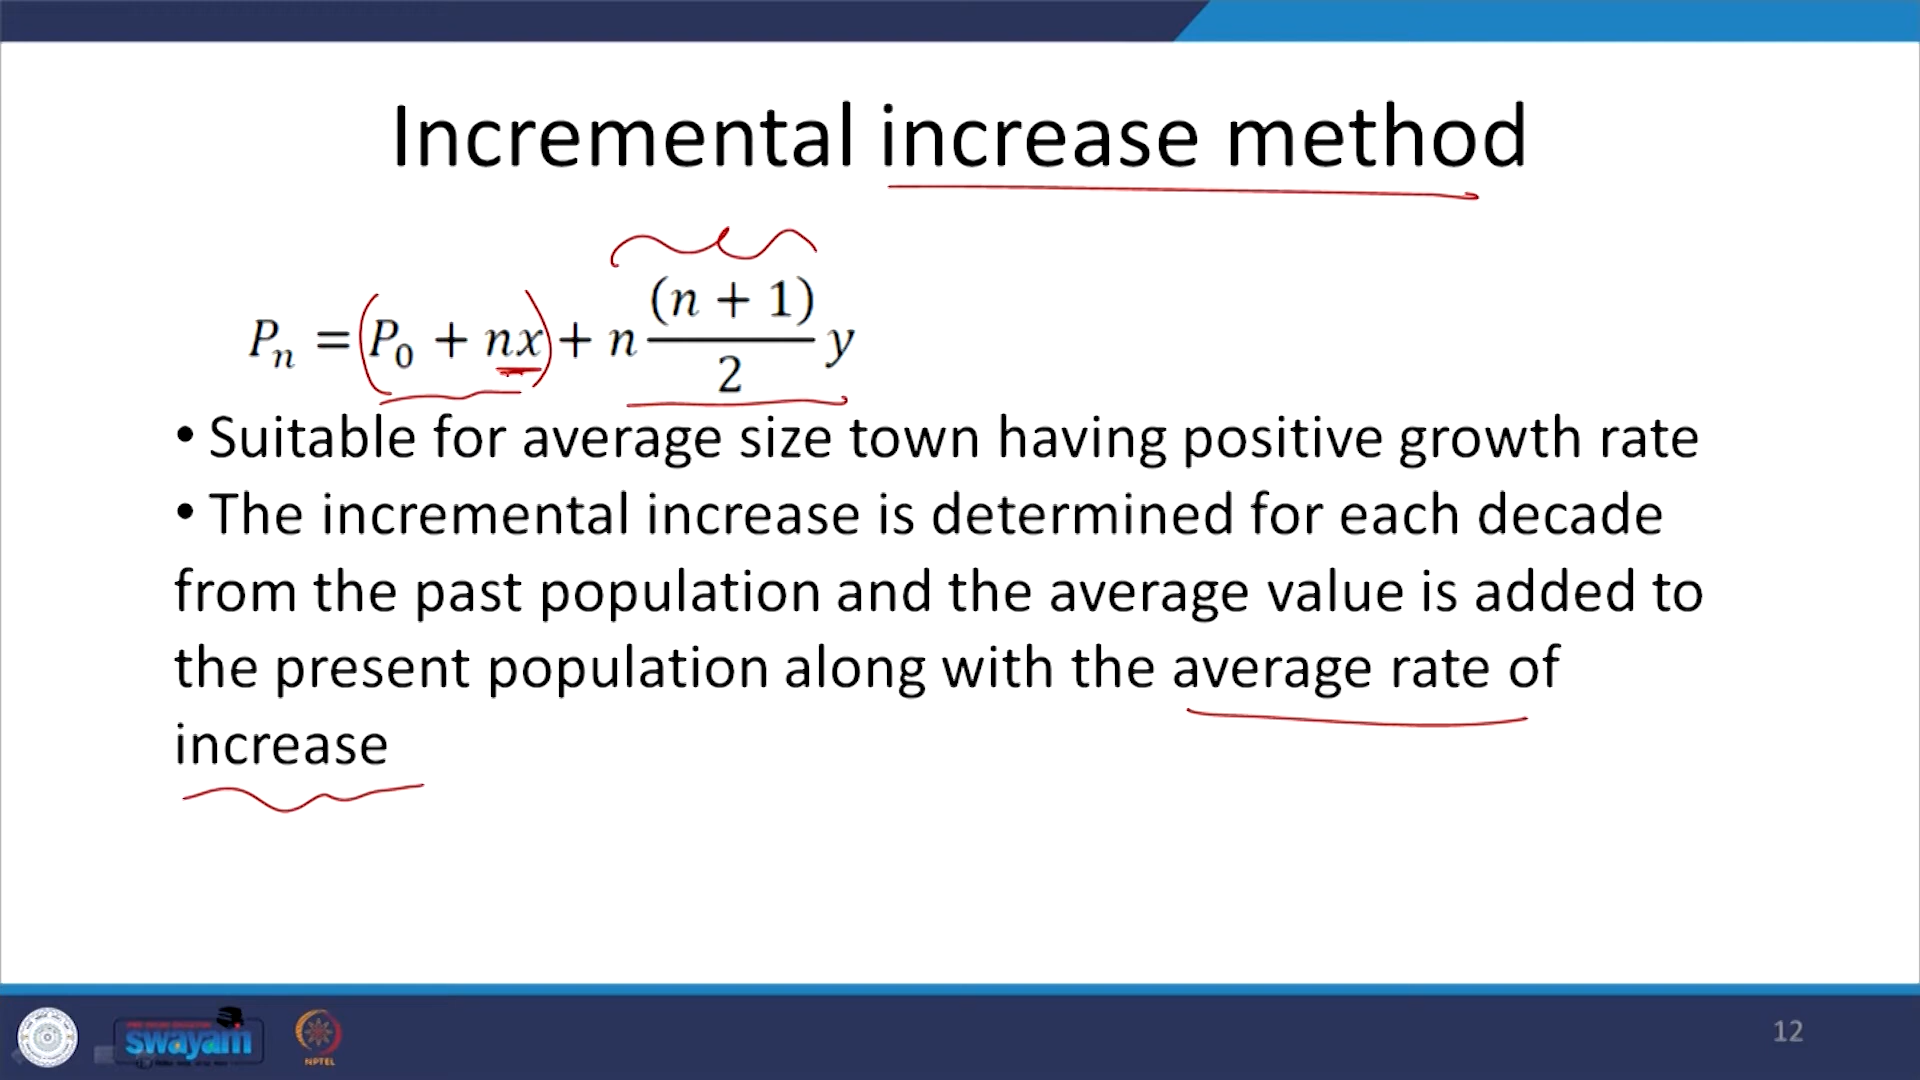 Incremental increase method
Pₙ = P₀ + nx + n (n + 1)/2 y
• Suitable for average size town having positive growth rate
• The incremental increase is determined for each decade
from the past population and the average value is added to
the present population along with the average rate of
increase
swayam
NPTEL
12